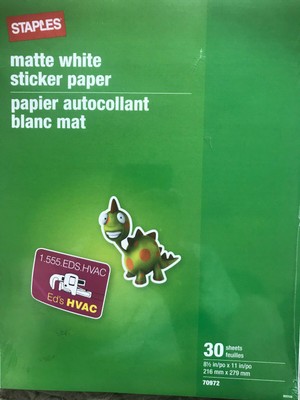 STAPLES
matte white
sticker paper
papier autocollant
blanc mat
1.555.EDS.HVAC
Ed's HVAC
30 sheets
feuilles
8½ in/po x 11 in/po
216 mm x 279 mm
70972